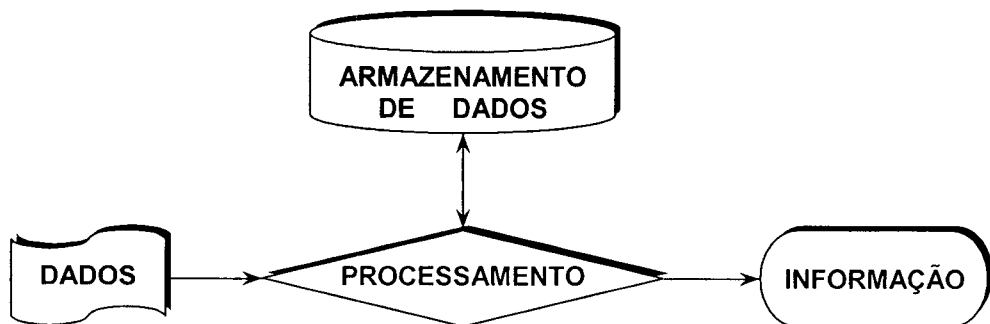 ARMAZENAMENTO
DE DADOS
DADOS
PROCESSAMENTO
INFORMAÇÃO